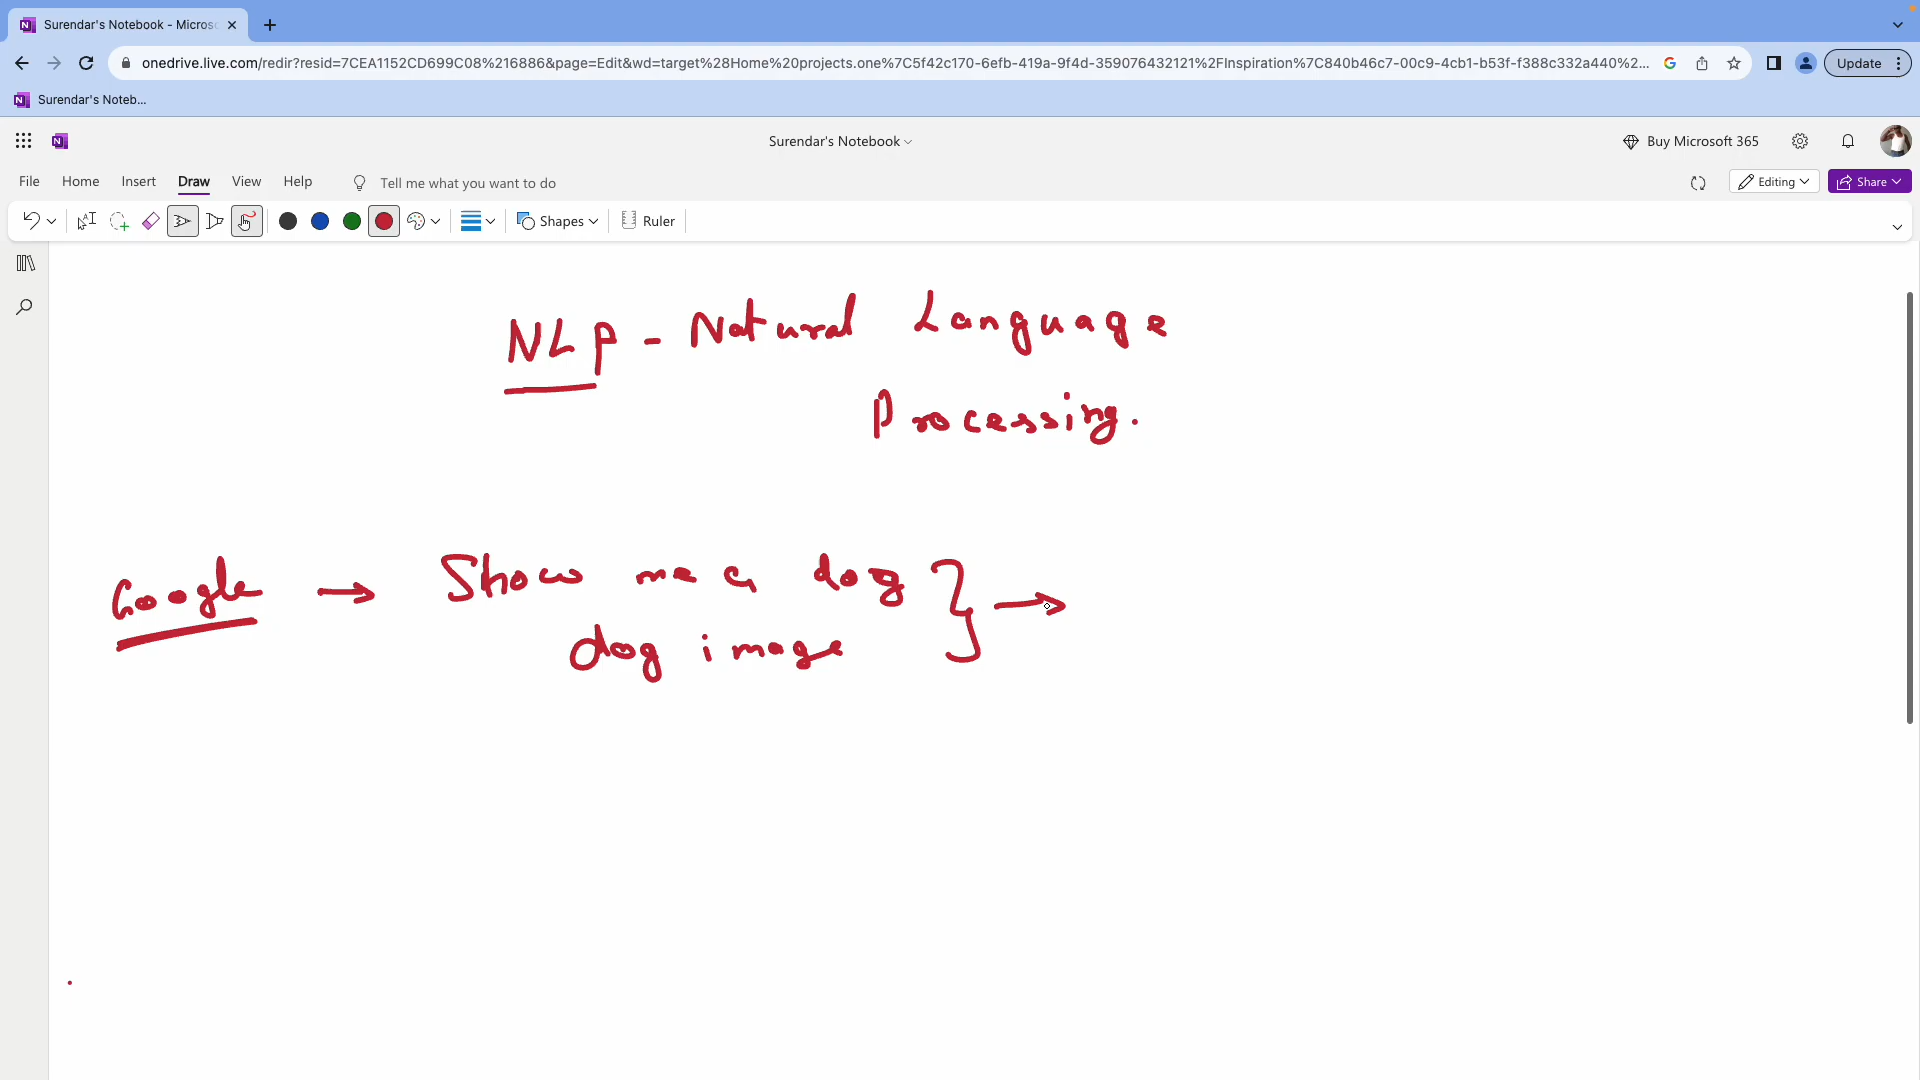 Surendar's Notebook - Micros
onedrive.live.com/redir?resid=7CEA1152CD699C08%216886&page=Edit&wd=target%28Home%20projects.one%7C5f42c170-6efb-419a-9f4d-359076432121%2FInspiration%7C840b46c7-00c9-4cb1-b53f-f388c332a440%2...
Update
Surendar's Noteb...
Surendar's Notebook
Buy Microsoft 365
File Home Insert Draw View Help Tell me what you want to do
Editing Share
Shapes Ruler
NLP - Natural Language
Processing.
Google → Show me a dog } →
dog image